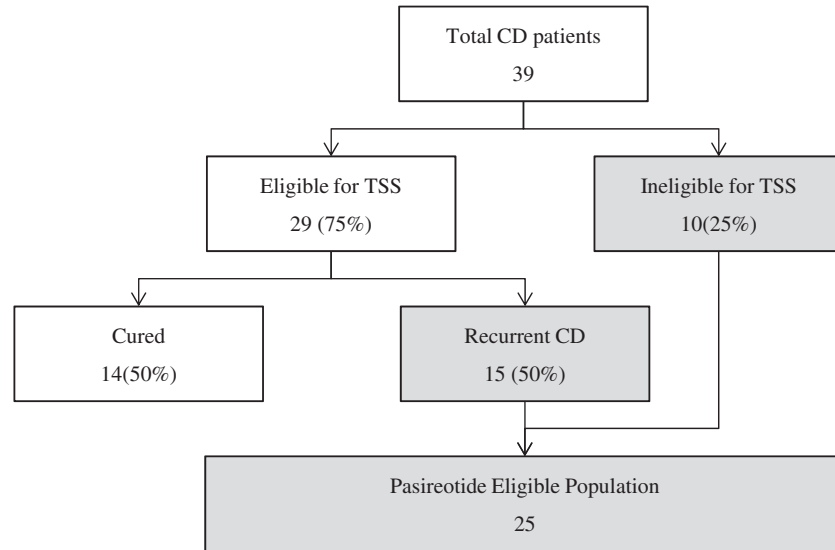 Total CD patients
39
Eligible for TSS
29 (75%)
Ineligible for TSS
10(25%)
Cured
14(50%)
Recurrent CD
15 (50%)
Pasireotide Eligible Population
25